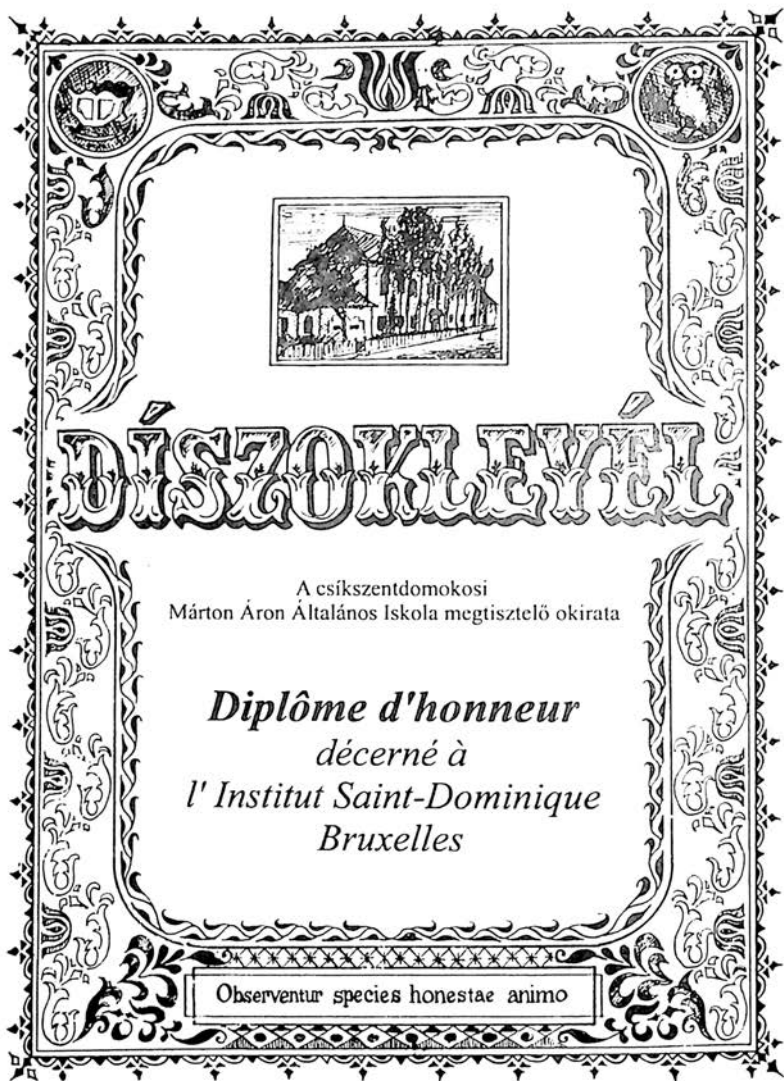 DÍSZOKLEVÉL
A csíkszentdomokosi
Márton Áron Általános Iskola megtisztelő okirata
Diplôme d'honneur
décerné à
l' Institut Saint-Dominique
Bruxelles
Observentur species honestae animo